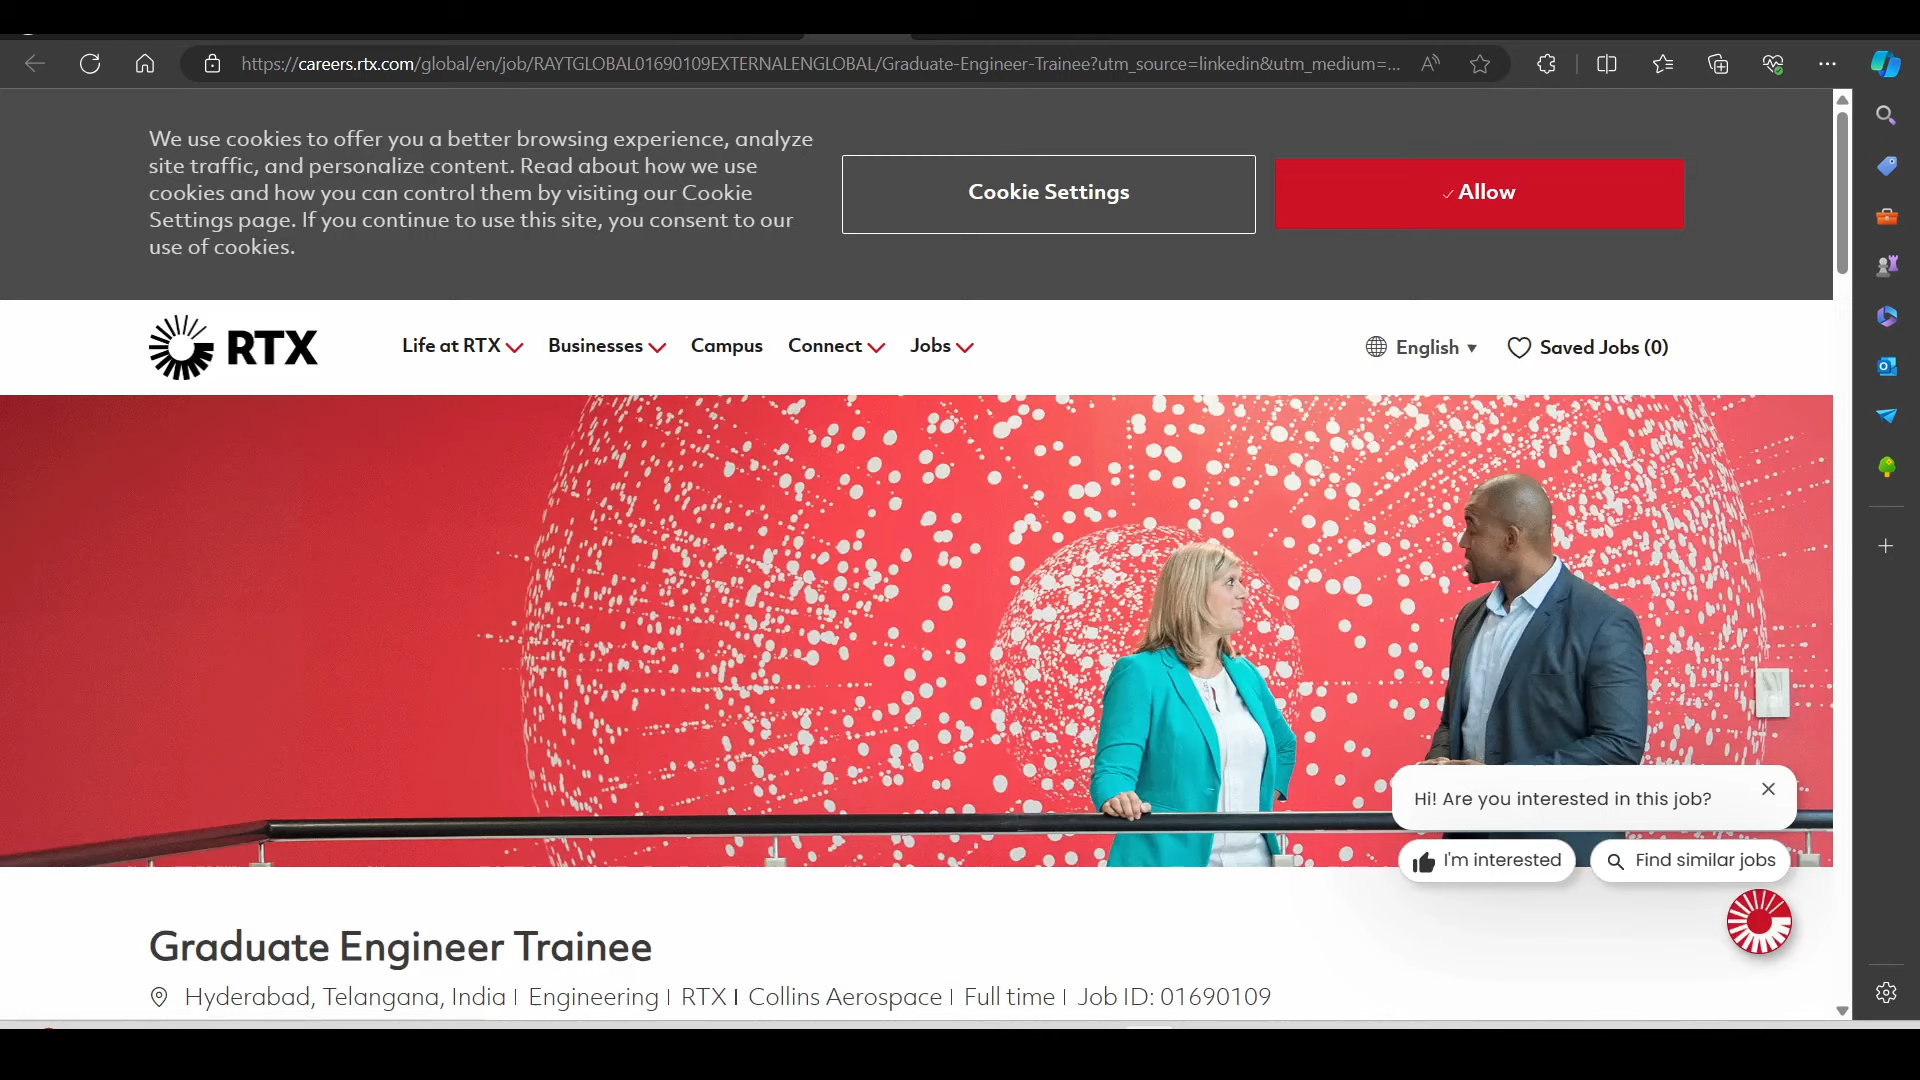 https://careers.rtx.com/global/en/job/RAYTGLOBAL01690109EXTERNALENGLOBAL/Graduate-Engineer-Trainee?utm_source=linkedin&utm_medium=...
We use cookies to offer you a better browsing experience, analyze
site traffic, and personalize content. Read about how we use
cookies and how you can control them by visiting our Cookie
Settings page. If you continue to use this site, you consent to our
use of cookies.
Cookie Settings
Allow
RTX
Life at RTX
Businesses
Campus
Connect
Jobs
English
Saved Jobs (0)
Hi! Are you interested in this job?
I'm interested
Find similar jobs
Graduate Engineer Trainee
Hyderabad, Telangana, India | Engineering | RTX | Collins Aerospace | Full time | Job ID: 01690109